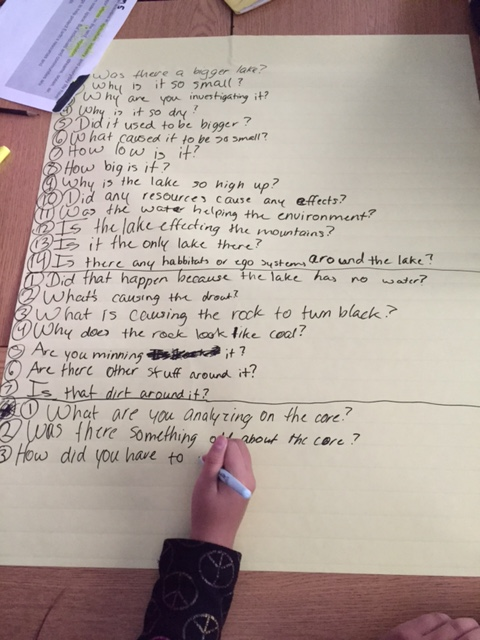 Was there a bigger lake?
Why is it so small?
Why are you investigating it?
Why is it so dry?
⑤ Did it used to be bigger?
⑥ What caused it to be so small?
⑦ How low is it?
⑧ How big is it?
⑨ Why is the lake so high up?
⑩ Did any resources cause any effects?
⑪ Was the water helping the environment?
⑫ Is the lake effecting the mountains?
⑬ Is it the only lake there?
⑭ Is there any habbitats or ego systems around the lake?
① Did that happen because the lake has no water?
② What's causing the drout?
③ What is causing the rock to turn black?
④ Why does the rock look like coal?
⑤ Are you minning it?
⑥ Are there other stuff around it?
⑦ Is that dirt around it?
① What are you analyzing on the core?
② Was there something about the core?
③ How did you have to